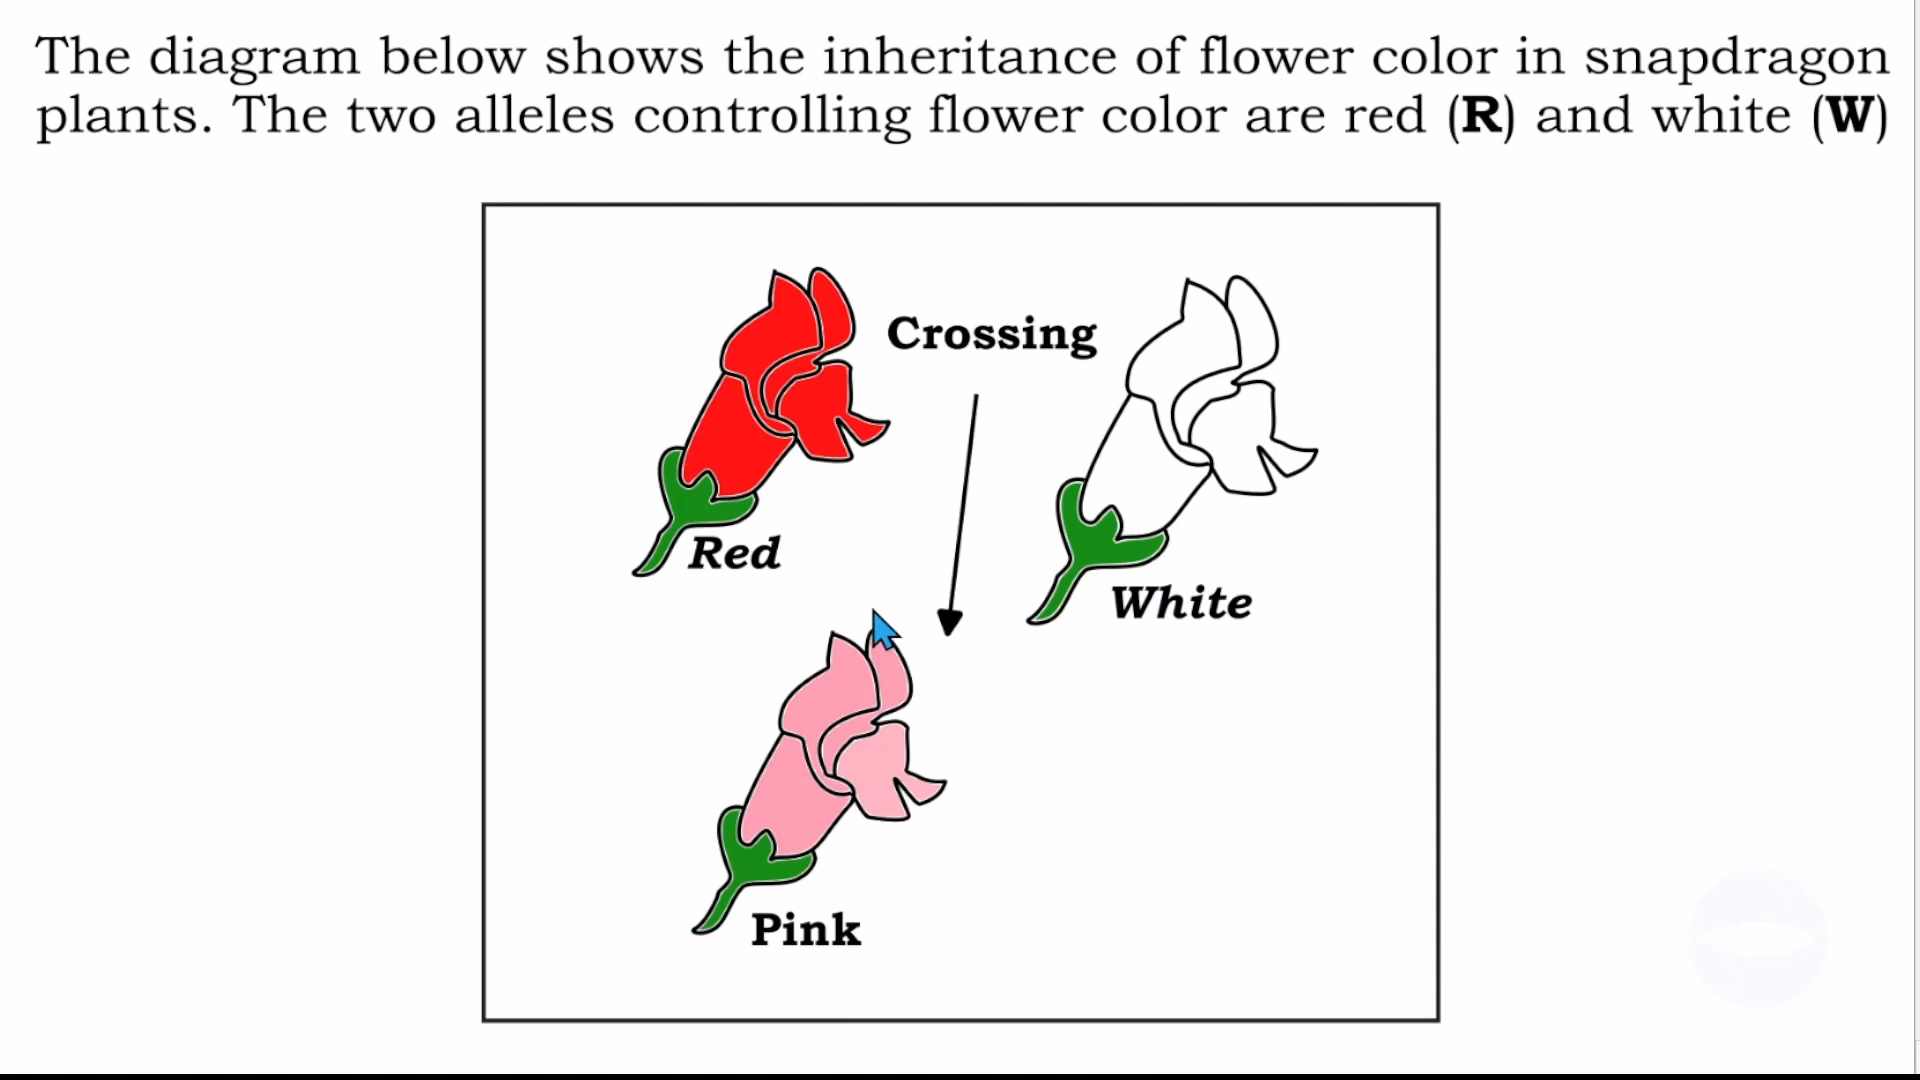 The diagram below shows the inheritance of flower color in snapdragon
plants. The two alleles controlling flower color are red (R) and white (W)
Crossing
Red
White
Pink